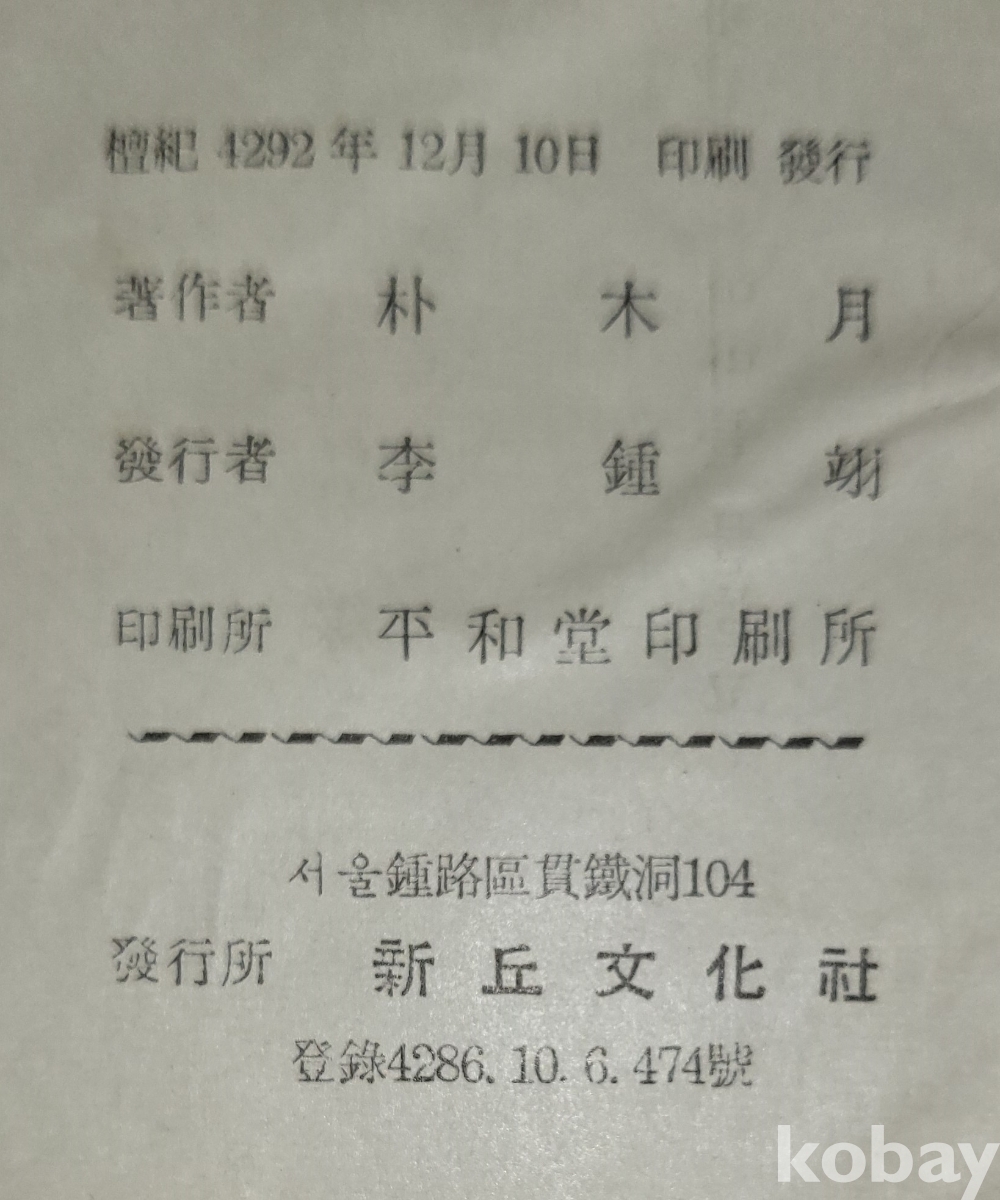 檀紀 4292 年 12月 10日 印刷 發行
著作者 朴木月
發行者 李鍾翊
印刷所 平和堂印刷所
서울鍾路區貫鐵洞104
發行所 新丘文化社
登錄4286.10.6.474號
kobay